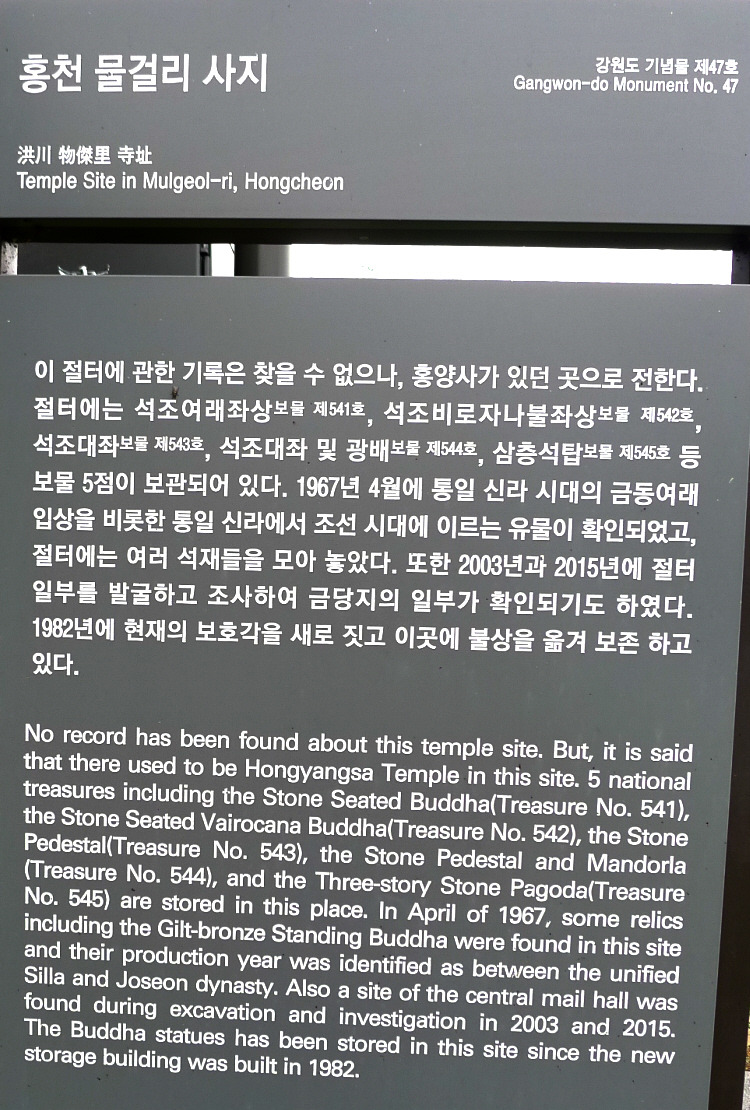 홍천 물걸리 사지
강원도 기념물 제47호
Gangwon-do Monument No. 47
洪川 物傑里 寺址
Temple Site in Mulgeol-ri, Hongcheon
이 절터에 관한 기록은 찾을 수 없으나, 홍양사가 있던 곳으로 전한다.
절터에는 석조여래좌상보물 제541호, 석조비로자나불좌상보물 제542호,
석조대좌보물 제543호, 석조대좌 및 광배보물 제544호, 삼층석탑보물 제545호 등
보물 5점이 보관되어 있다. 1967년 4월에 통일 신라 시대의 금동여래
입상을 비롯한 통일 신라에서 조선 시대에 이르는 유물이 확인되었고,
절터에는 여러 석재들을 모아 놓았다. 또한 2003년과 2015년에 절터
일부를 발굴하고 조사하여 금당지의 일부가 확인되기도 하였다.
1982년에 현재의 보호각을 새로 짓고 이곳에 불상을 옮겨 보존 하고
있다.
No record has been found about this temple site. But, it is said
that there used to be Hongyangsa Temple in this site. 5 national
treasures including the Stone Seated Buddha(Treasure No. 541),
the Stone Seated Vairocana Buddha(Treasure No. 542), the Stone
Pedestal(Treasure No. 543), the Stone Pedestal and Mandorla
(Treasure No. 544), and the Three-story Stone Pagoda(Treasure
No. 545) are stored in this place. In April of 1967, some relics
including the Gilt-bronze Standing Buddha were found in this site
and their production year was identified as between the unified
Silla and Joseon dynasty. Also a site of the central mail hall was
found during excavation and investigation in 2003 and 2015.
The Buddha statues has been stored in this site since the new
storage building was built in 1982.